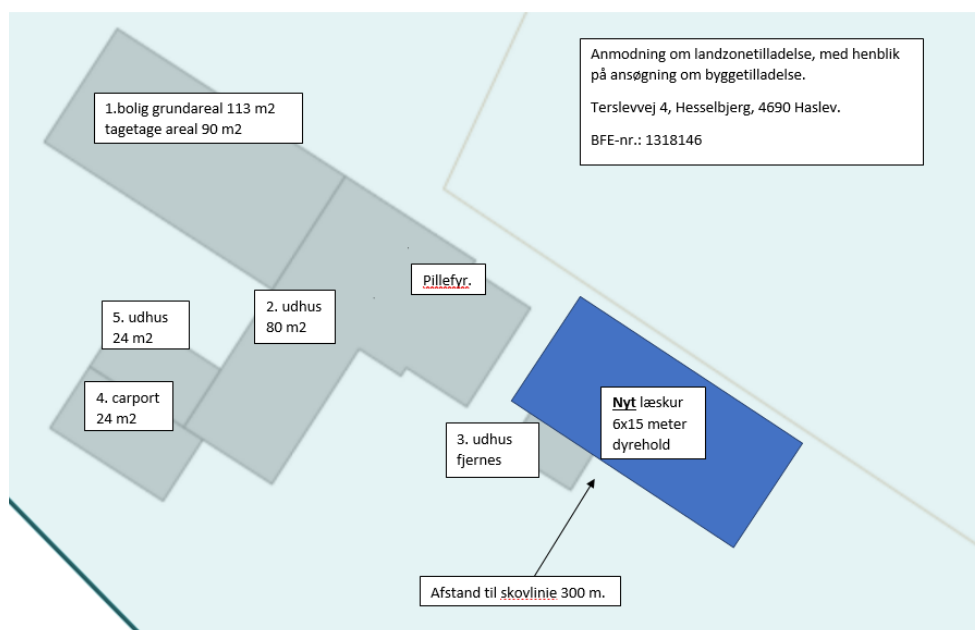 Anmodning om landzonetilladelse, med henblik
på ansøgning om byggetilladelse.
Terslevvej 4, Hesselbjerg, 4690 Haslev.
BFE-nr.: 1318146
1.bolig grundareal 113 m2
tagetage areal 90 m2
Pillefyr.
2. udhus
80 m2
5. udhus
24 m2
4. carport
24 m2
Nyt læskur
6x15 meter
dyrehold
3. udhus
fjernes
Afstand til skovlinie 300 m.